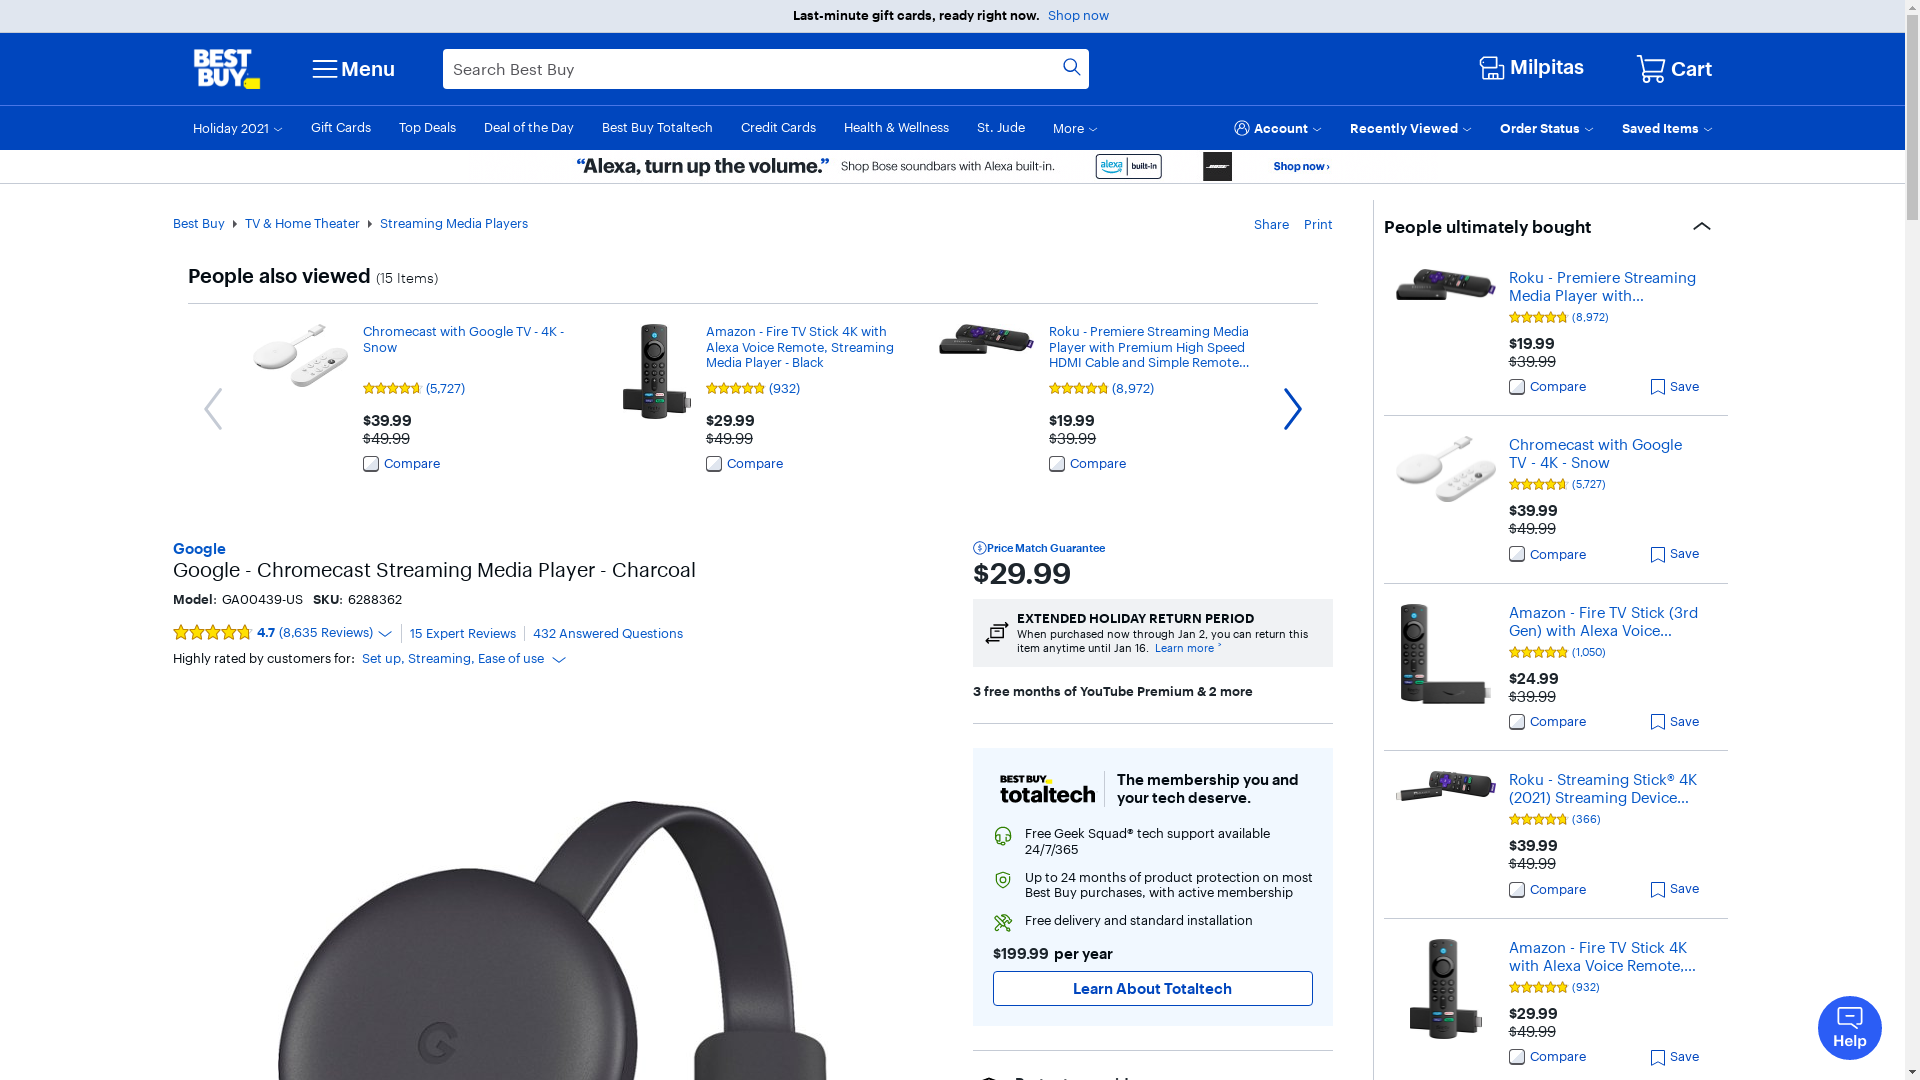 Last-minute gift cards, ready right now. Shop now
BEST BUY
Menu
Search Best Buy
Milpitas
Cart
Holiday 2021
Gift Cards
Top Deals
Deal of the Day
Best Buy Totaltech
Credit Cards
Health & Wellness
St. Jude
More
Account
Recently Viewed
Order Status
Saved Items
“Alexa, turn up the volume.” Shop Bose soundbars with Alexa built-in. alexa built-in BOSE Shop now ›
Best Buy
TV & Home Theater
Streaming Media Players
Share
Print
People also viewed (15 Items)
Chromecast with Google TV - 4K -
Snow
(5,727)
$39.99
$49.99
Compare
Amazon - Fire TV Stick 4K with
Alexa Voice Remote, Streaming
Media Player - Black
(932)
$29.99
$49.99
Compare
Roku - Premiere Streaming Media
Player with Premium High Speed
HDMI Cable and Simple Remote...
(8,972)
$19.99
$39.99
Compare
Google
Google - Chromecast Streaming Media Player - Charcoal
Model: GA00439-US SKU: 6288362
4.7 (8,635 Reviews)
15 Expert Reviews
432 Answered Questions
Highly rated by customers for: Set up, Streaming, Ease of use
G
Price Match Guarantee
$29.99
EXTENDED HOLIDAY RETURN PERIOD
When purchased now through Jan 2, you can return this
item anytime until Jan 16. Learn more >
3 free months of YouTube Premium & 2 more
BEST BUY
totaltech
The membership you and
your tech deserve.
Free Geek Squad® tech support available
24/7/365
Up to 24 months of product protection on most
Best Buy purchases, with active membership
Free delivery and standard installation
$199.99 per year
Learn About Totaltech
People ultimately bought
Roku - Premiere Streaming
Media Player with...
(8,972)
$19.99
$39.99
Compare
Save
Chromecast with Google
TV - 4K - Snow
(5,727)
$39.99
$49.99
Compare
Save
Amazon - Fire TV Stick (3rd
Gen) with Alexa Voice...
(1,050)
$24.99
$39.99
Compare
Save
Roku - Streaming Stick® 4K
(2021) Streaming Device...
(366)
$39.99
$49.99
Compare
Save
Amazon - Fire TV Stick 4K
with Alexa Voice Remote,...
(932)
$29.99
$49.99
Compare
Save
Help